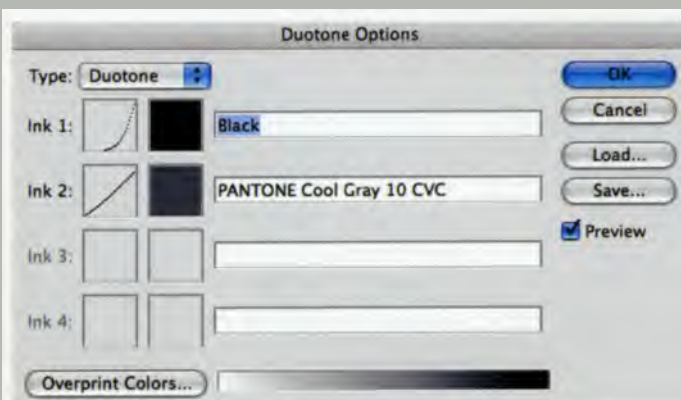 Duotone Options
Type: Duotone
OK
Ink 1: Black
Cancel
Load...
Ink 2: PANTONE Cool Gray 10 CVC
Save...
Preview
Ink 3:
Ink 4:
Overprint Colors...